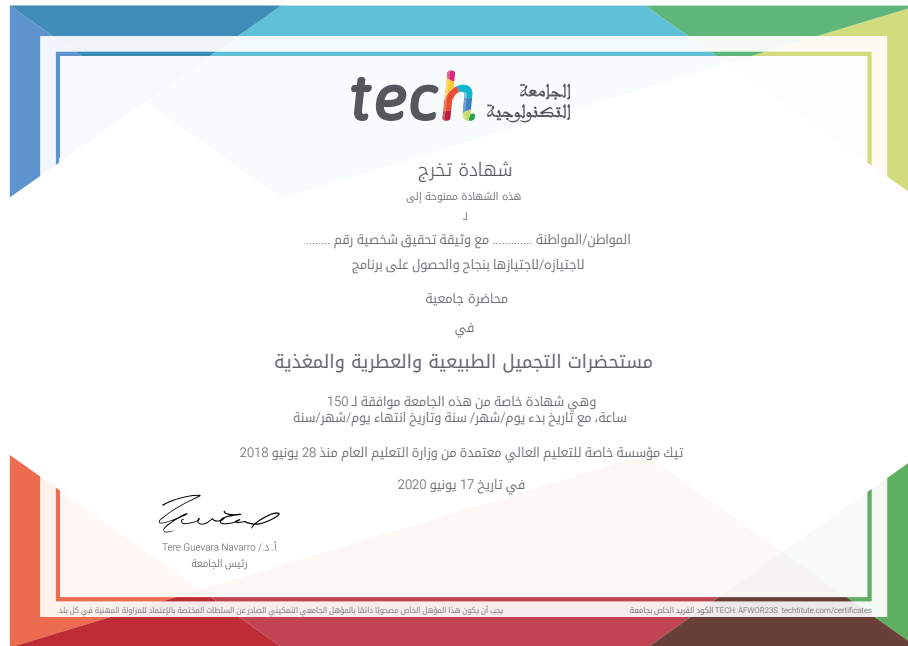 tech الجامعة
التكنولوجية
شهادة تخرج
هذه الشهادة ممنوحة إلى
لـ
المواطن/المواطنة ............ مع وثيقة تحقيق شخصية رقم ........
لاجتيازه/لاجتيازها بنجاح والحصول على برنامج
محاضرة جامعية
في
مستحضرات التجميل الطبيعية والعطرية والمغذية
وهي شهادة خاصة من هذه الجامعة موافقة لـ 150
ساعة، مع تاريخ بدء يوم/شهر/ سنة وتاريخ انتهاء يوم/شهر/سنة
تيك مؤسسة خاصة للتعليم العالي معتمدة من وزارة التعليم العام منذ 28 يونيو 2018
في تاريخ 17 يونيو 2020
أ. د./ Tere Guevara Navarro
رئيس الجامعة
يجب أن يكون هذا المؤهل الخاص مصحوبًا دائمًا بالمؤهل الجامعي التمكيني الصادر عن السلطات المختصة بالإعتماد للمزاولة المهنية في كل بلد.
الكود الفريد الخاص بجامعة TECH: AFWOR23S techtitute.com/certificates